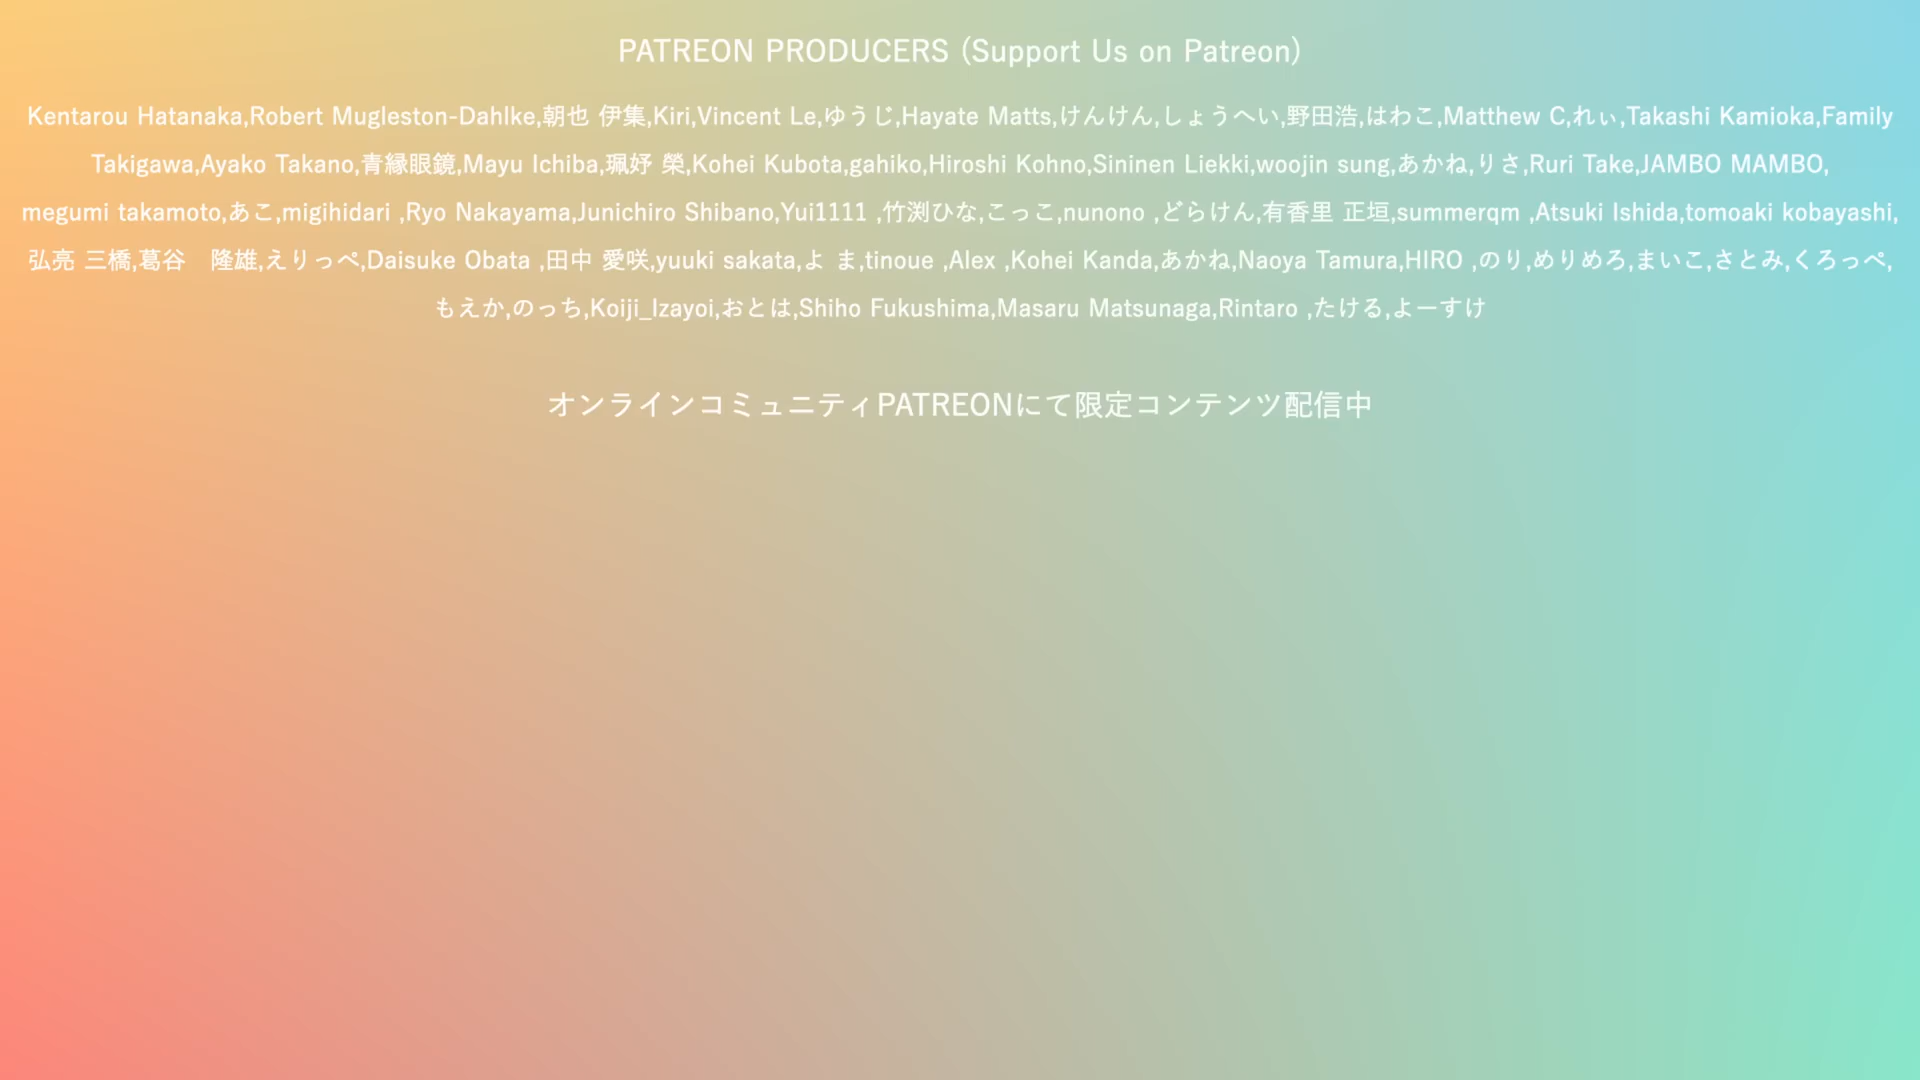 PATREON PRODUCERS (Support Us on Patreon)
Kentarou Hatanaka,Robert Mugleston-Dahlke,朝也 伊集,Kiri,Vincent Le,ゆうじ,Hayate Matts,けんけん,しょうへい,野田浩,はわこ,Matthew C,れぃ,Takashi Kamioka,Family
Takigawa,Ayako Takano,青縁眼鏡,Mayu Ichiba,珮妤 榮,Kohei Kubota,gahiko,Hiroshi Kohno,Sininen Liekki,woojin sung,あかね,りさ,Ruri Take,JAMBO MAMBO,
megumi takamoto,あこ,migihidari ,Ryo Nakayama,Junichiro Shibano,Yui1111 ,竹渕ひな,こっこ,nunono ,どらけん,有香里 正垣,summerqm ,Atsuki Ishida,tomoaki kobayashi,
弘亮 三橋,葛谷　隆雄,えりっぺ,Daisuke Obata ,田中 愛咲,yuuki sakata,よ ま,tinoue ,Alex ,Kohei Kanda,あかね,Naoya Tamura,HIRO ,のり,めりめろ,まいこ,さとみ,くろっぺ,
もえか,のっち,Koiji_Izayoi,おとは,Shiho Fukushima,Masaru Matsunaga,Rintaro ,たける,よーすけ
オンラインコミュニティPATREONにて限定コンテンツ配信中